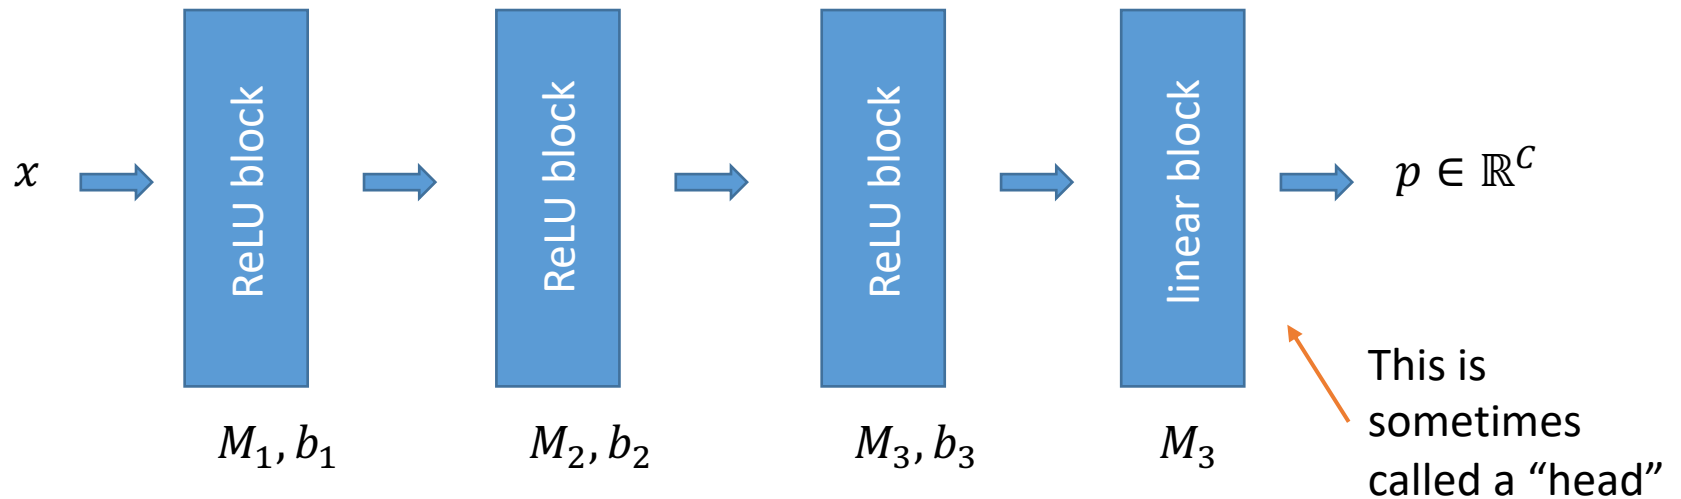 x
ReLU block
ReLU block
ReLU block
linear block
p ∈ ℝ^C
M₁, b₁
M₂, b₂
M₃, b₃
M₃
This is
sometimes
called a “head”